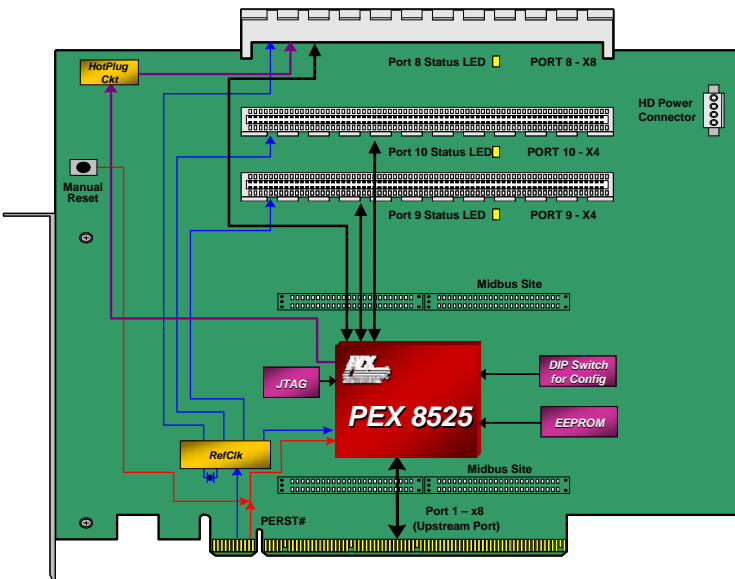 HotPlug
Ckt
Port 8 Status LED
PORT 8 - X8
HD Power
Connector
Port 10 Status LED
PORT 10 - X4
Manual
Reset
Port 9 Status LED
PORT 9 - X4
Midbus Site
PEX
JTAG
PEX 8525
DIP Switch
for Config
EEPROM
RefClk
Midbus Site
Port 1 – x8
(Upstream Port)
PERST#